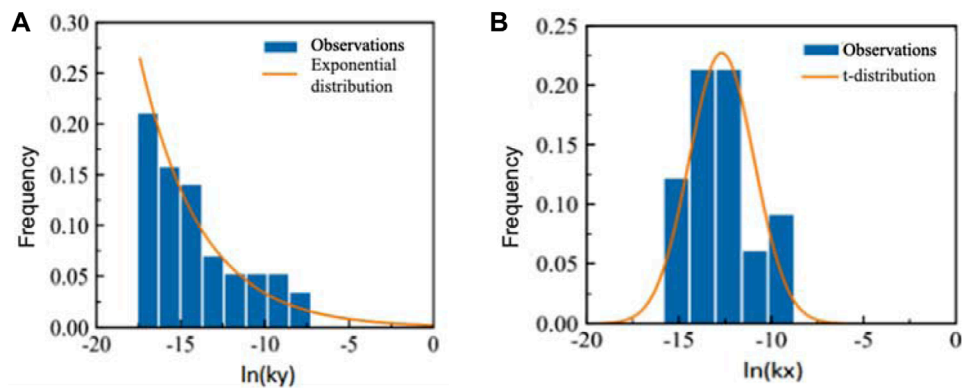 A
Frequency
0.30
0.25
0.20
0.15
0.10
0.05
0.00
Observations
Exponential
distribution
-20
-15
-10
-5
0
ln(ky)
B
Frequency
0.25
0.20
0.15
0.10
0.05
0.00
Observations
t-distribution
-20
-15
-10
-5
0
ln(kx)